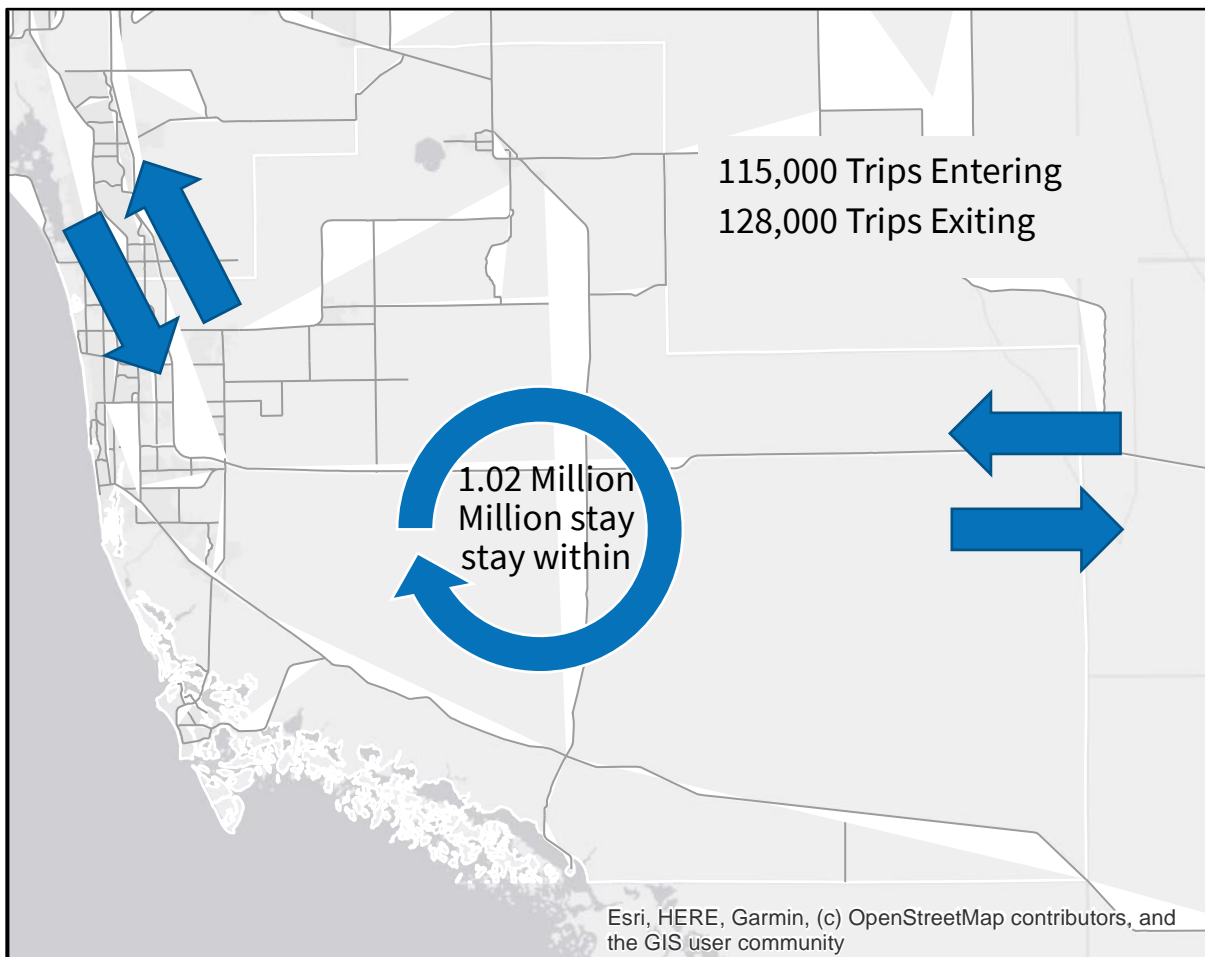 115,000 Trips Entering
128,000 Trips Exiting
1.02 Million
Million stay
stay within
Esri, HERE, Garmin, (c) OpenStreetMap contributors, and
the GIS user community